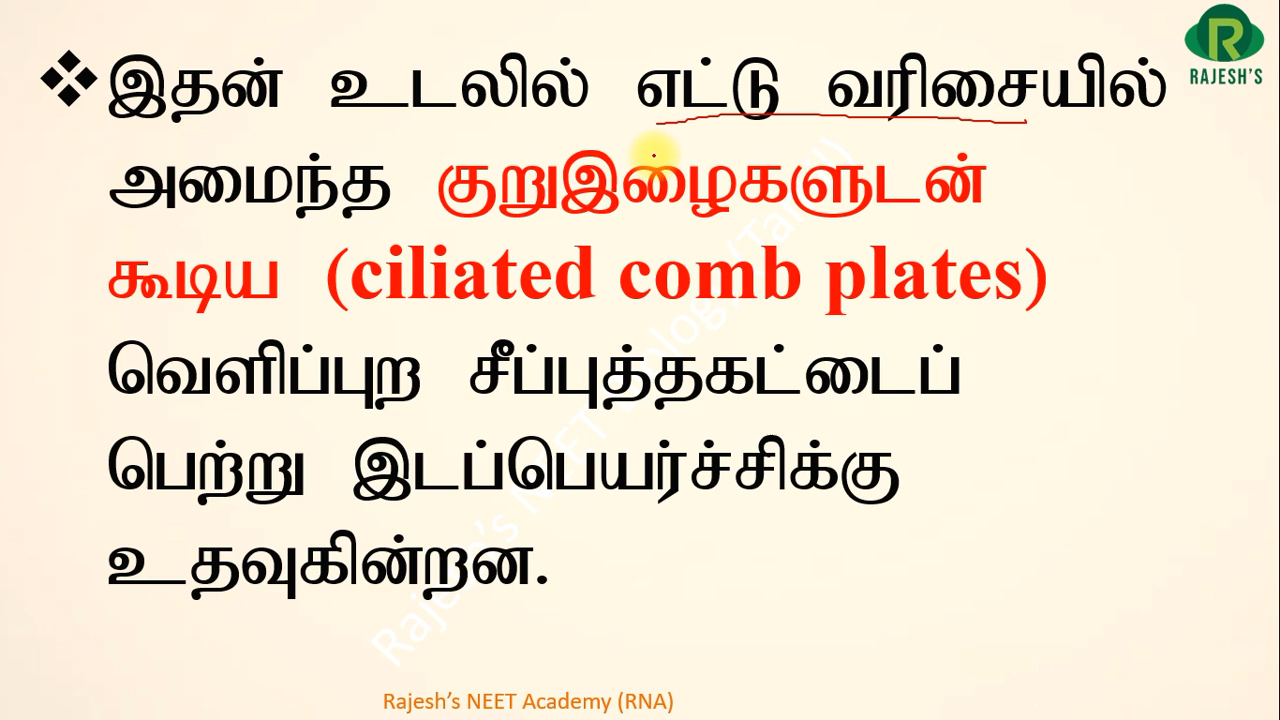 RAJESH'S
❖இதன் உடலில் எட்டு வரிசையில்
அமைந்த குறுஇழைகளுடன்
கூடிய (ciliated comb plates)
வெளிப்புற சீப்புத்தகட்டைப்
பெற்று இடப்பெயர்ச்சிக்கு
உதவுகின்றன.
Rajesh's NEET Academy (RNA)